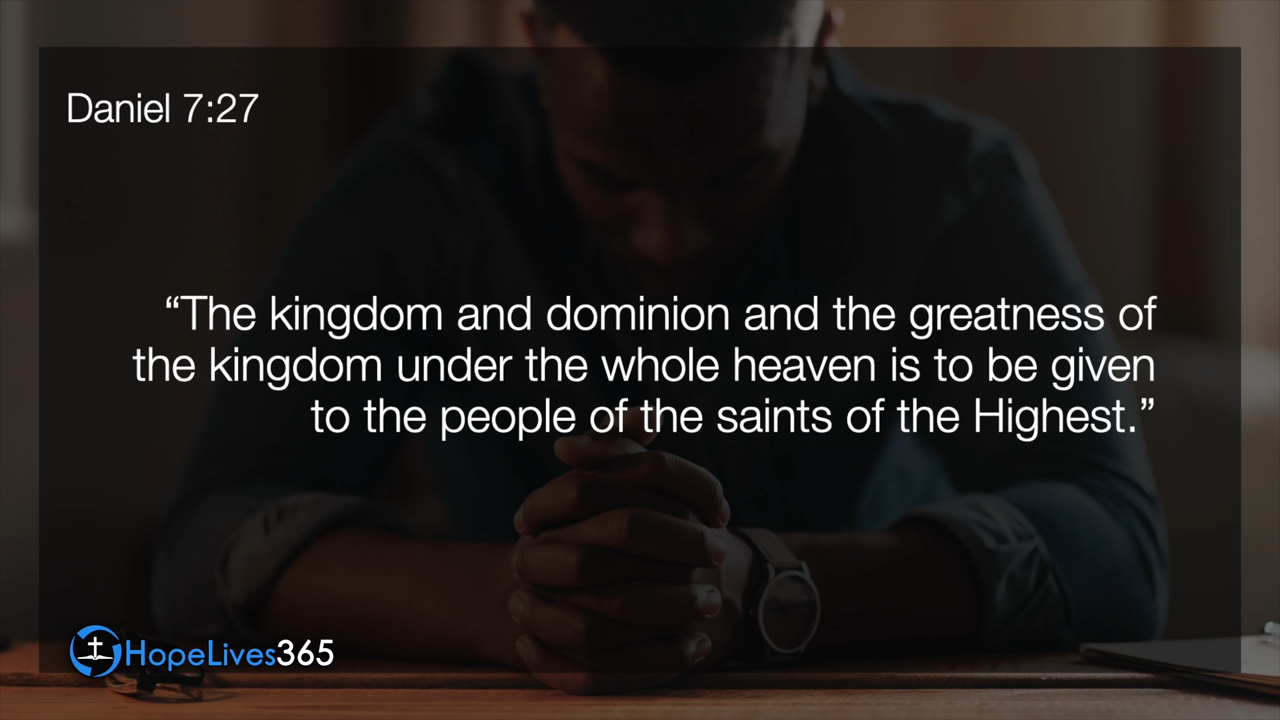 Daniel 7:27
“The kingdom and dominion and the greatness of
the kingdom under the whole heaven is to be given
to the people of the saints of the Highest.”
HopeLives365